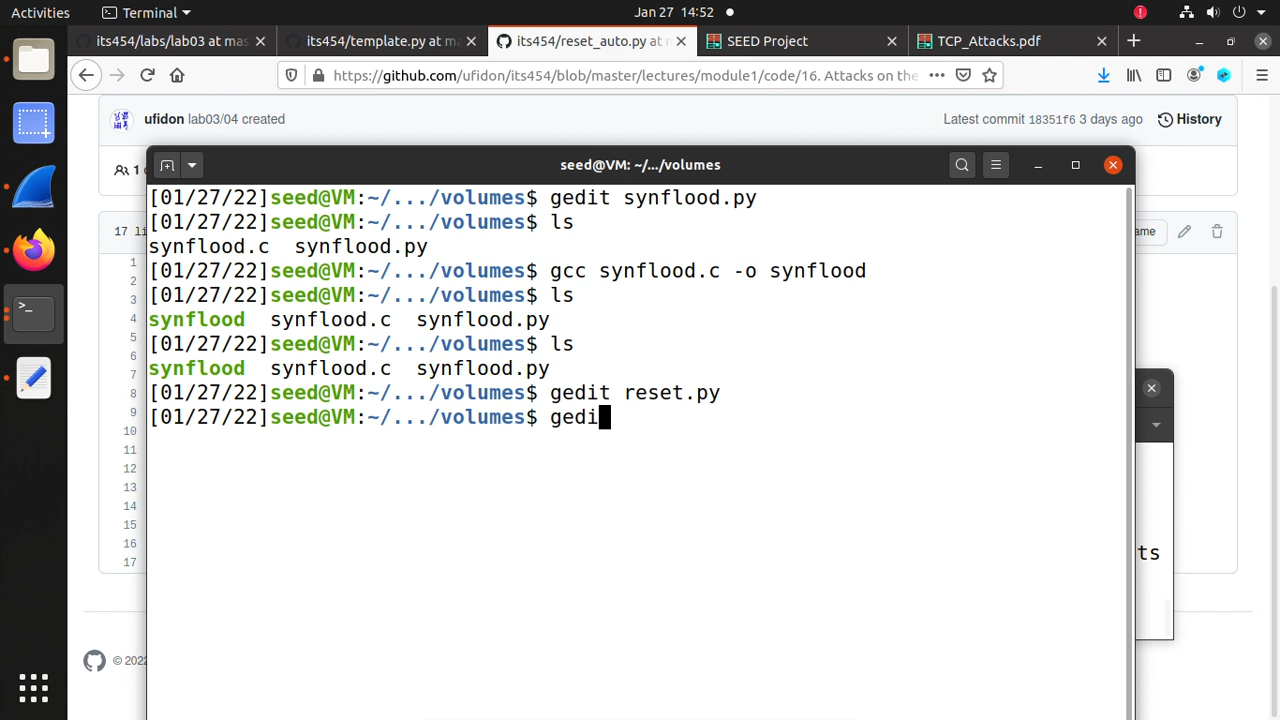 Activities
Terminal
Jan 27 14:52
its454/labs/lab03 at mas
its454/template.py at ma
its454/reset_auto.py at m
SEED Project
TCP_Attacks.pdf
https://github.com/ufidon/its454/blob/master/lectures/module1/code/16. Attacks on the
ufidon lab03/04 created
Latest commit 18351f6 3 days ago
History
seed@VM: ~/.../volumes
17 li
ame
[01/27/22]seed@VM:~/.../volumes$ gedit synflood.py
[01/27/22]seed@VM:~/.../volumes$ ls
synflood.c synflood.py
[01/27/22]seed@VM:~/.../volumes$ gcc synflood.c -o synflood
[01/27/22]seed@VM:~/.../volumes$ ls
synflood synflood.c synflood.py
[01/27/22]seed@VM:~/.../volumes$ ls
synflood synflood.c synflood.py
[01/27/22]seed@VM:~/.../volumes$ gedit reset.py
[01/27/22]seed@VM:~/.../volumes$ gedi
1
2
3
4
5
6
7
8
9
10
11
12
13
14
15
16
17
ts
© 2022